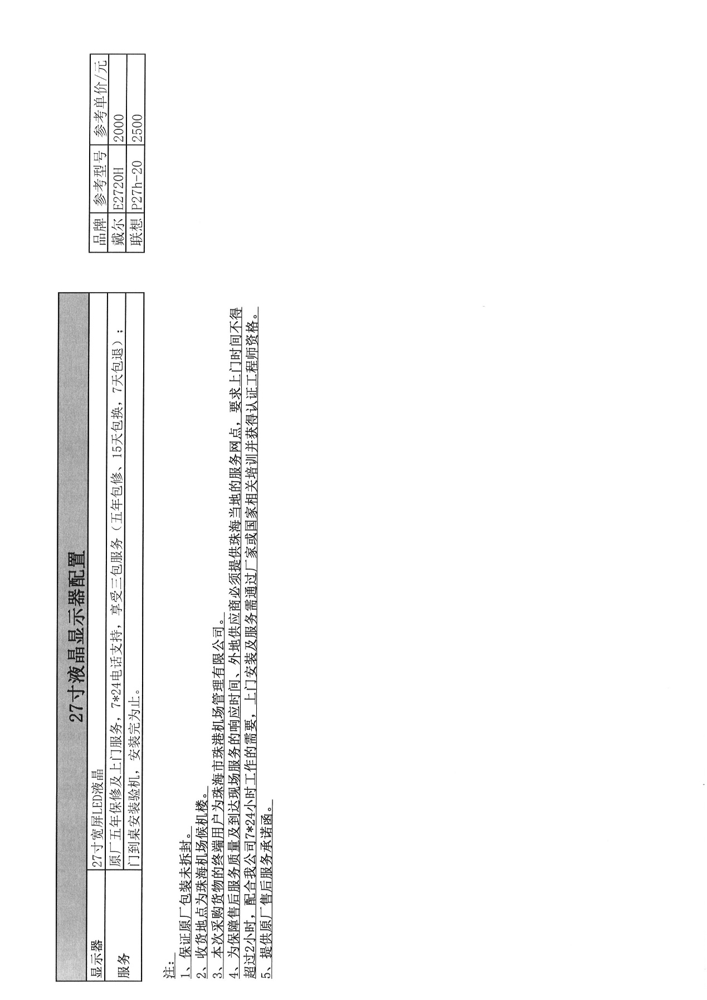 27寸液晶显示器配置
显示器 27寸宽屏LED液晶
服务 原厂五年保修及上门服务，7*24电话支持，享受三包服务（五年包修、15天包换，7天包退）；
门到桌安装验机，安装完为止。
品牌 参考型号 参考单价/元
戴尔 E2720H 2000
联想 P27h-20 2500
注：
1、保证原厂包装未拆封。
2、收货地点为珠海机场候机楼。
3、本次采购货物的终端用户为珠海市珠港机场管理有限公司。
4、为保障售后服务质量及到达现场服务的响应时间、外地供应商必须提供珠海当地的服务网点，要求上门时间不得
超过2小时，配合我公司7*24小时工作的需要，上门安装及服务需通过厂家或国家相关培训并获得认证工程师资格。
5、提供原厂售后服务承诺函。